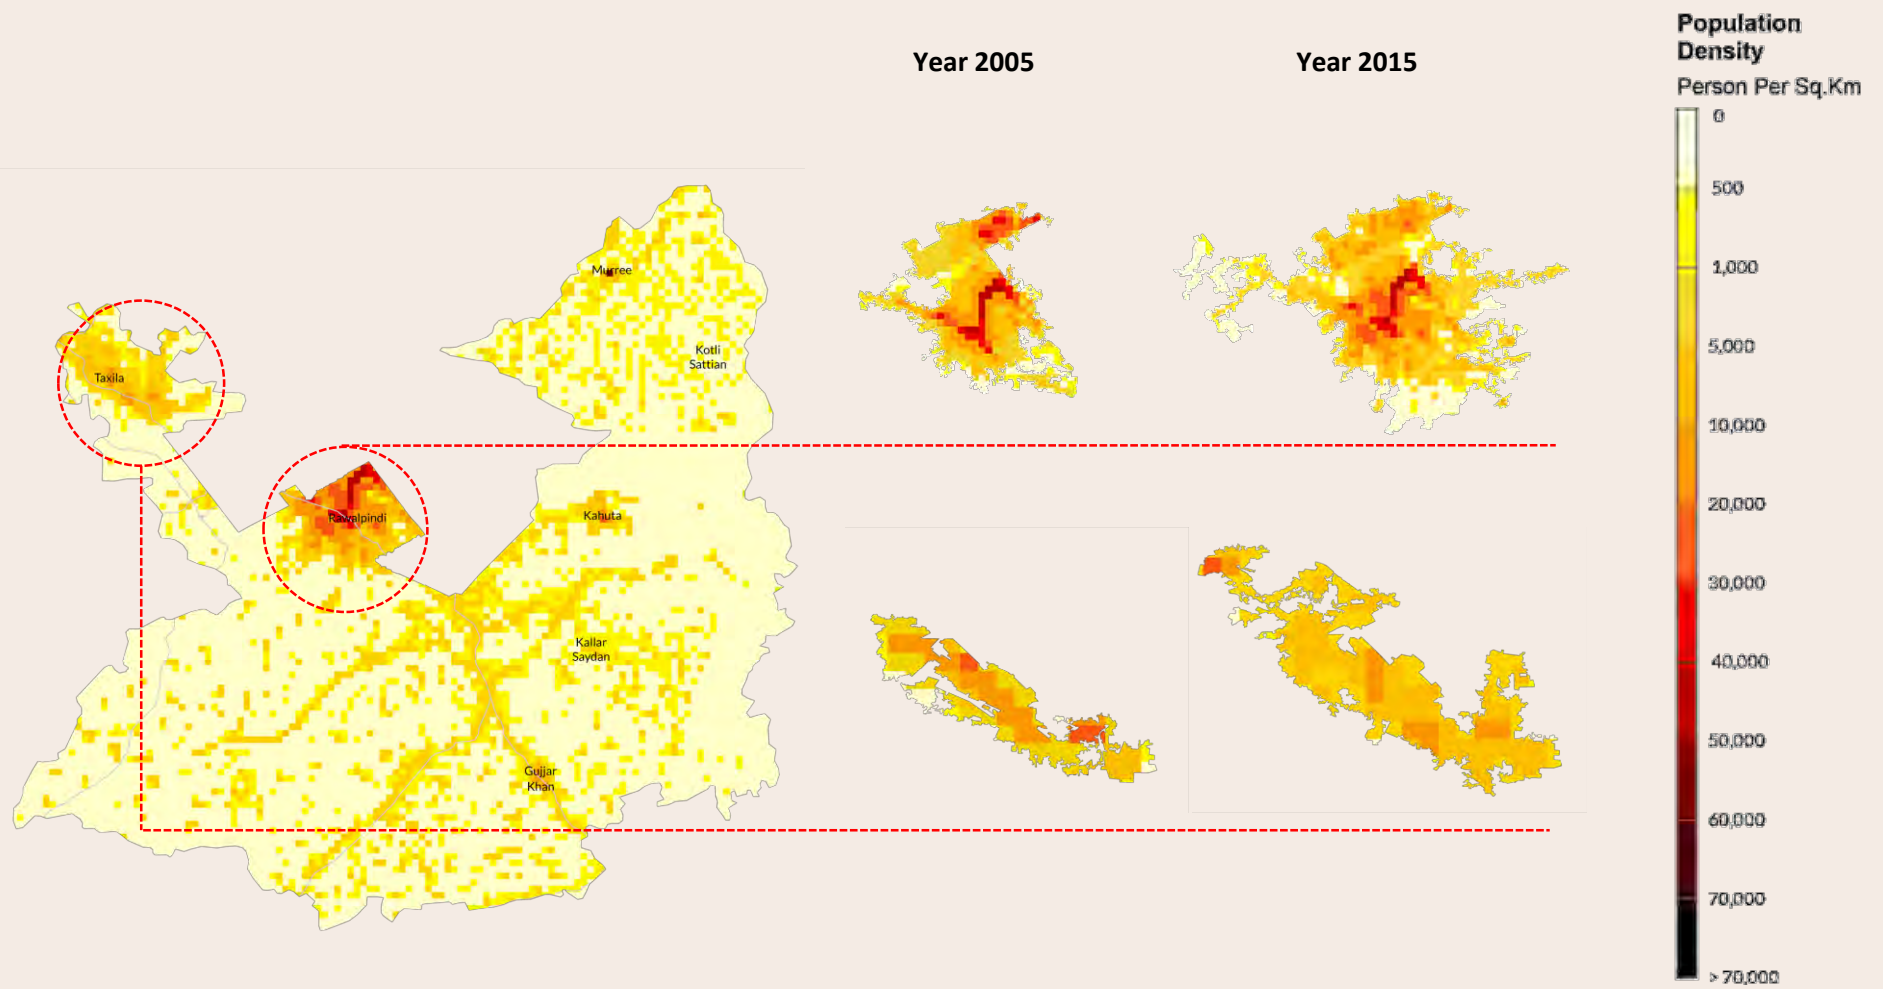 Year 2005
Year 2015
Population
Density
Person Per Sq.Km
0
500
1,000
5,000
10,000
20,000
30,000
40,000
50,000
60,000
70,000
> 70,000
Murree
Kotli
Sattian
Taxila
Rawalpindi
Kahuta
Kallar
Saydan
Gujjar
Khan